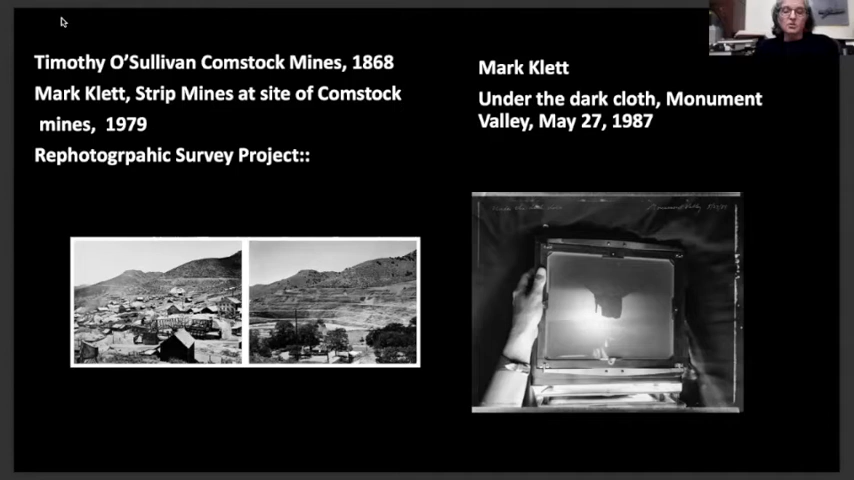 Timothy O'Sullivan Comstock Mines, 1868
Mark Klett, Strip Mines at site of Comstock
mines, 1979
Rephotogrpahic Survey Project::
Mark Klett
Under the dark cloth, Monument
Valley, May 27, 1987